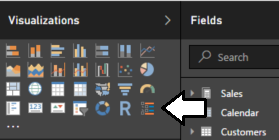 Visualizations
Fields
Search
Sales
Calendar
Customers
R
...